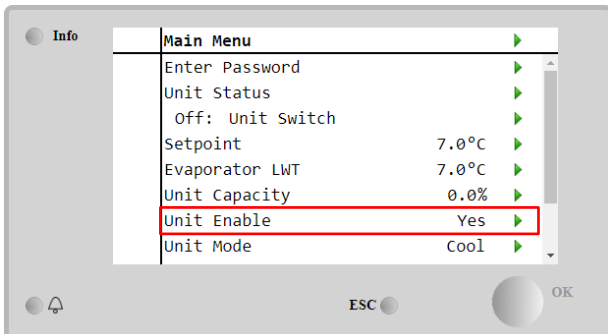 Info
Main Menu
Enter Password
Unit Status
Off: Unit Switch
Setpoint 7.0°C
Evaporator LWT 7.0°C
Unit Capacity 0.0%
Unit Enable Yes
Unit Mode Cool
ESC
OK